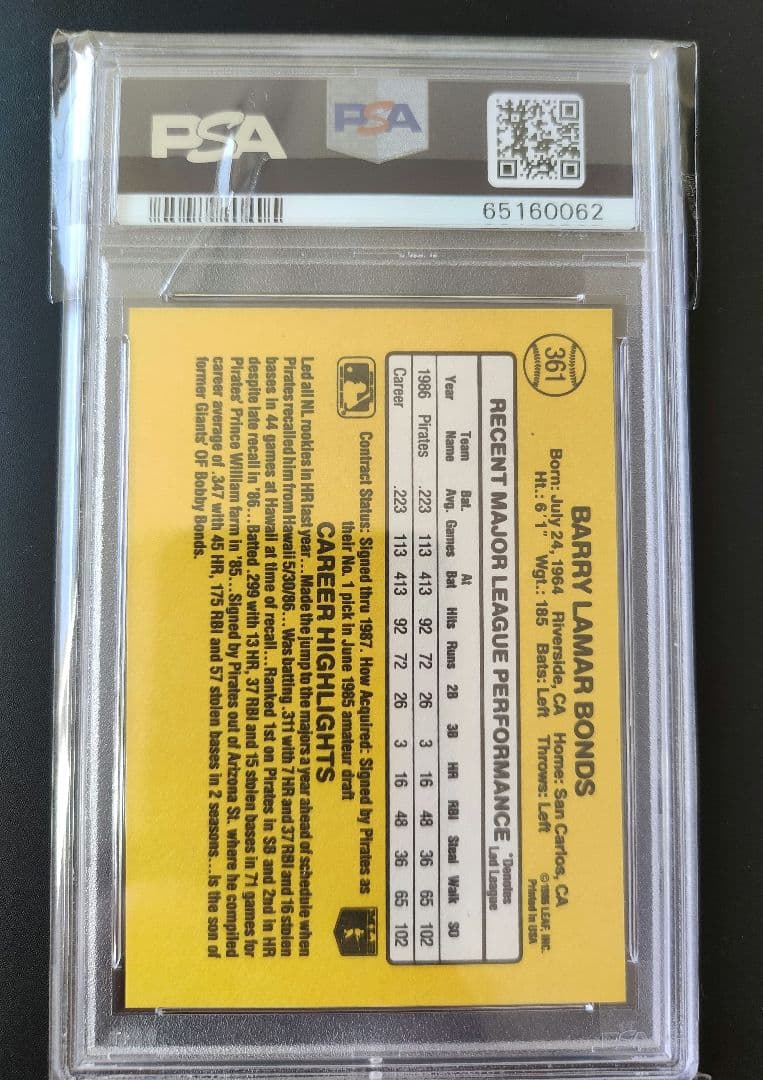 PSA
PSA
65160062
361
BARRY LAMAR BONDS
Born: July 24, 1964 Riverside, CA Home: San Carlos, CA
Ht.: 6'1" Wgt.: 185 Bats: Left Throws: Left
LEAF, INC.
Printed in USA
RECENT MAJOR LEAGUE PERFORMANCE
*Denotes
Led League
Year Team Name Bat. Avg. Games At Bat Hits Runs 2B 3B HR RBI Steal Walk SO
1986 Pirates .223 113 413 92 72 26 3 16 48 36 65 102
Career .223 113 413 92 72 26 3 16 48 36 65 102
Contract Status: Signed thru 1987. How Acquired: Signed by Pirates as
their No. 1 pick in June 1985 amateur draft
CAREER HIGHLIGHTS
Led all NL rookies in HR last year...Made the jump to the majors a year ahead of schedule when
Pirates recalled him from Hawaii 5/30/86... Was batting .311 with 7 HR and 37 RBI and 16 stolen
bases in 44 games at Hawaii at time of recall...Ranked 1st on Pirates in SB and 2nd in HR
despite late recall in '86... Batted .299 with 13 HR, 37 RBI and 15 stolen bases in 71 games for
Pirates' Prince William farm in '85...Signed by Pirates out of Arizona St. where he compiled
career average of .347 with 45 HR, 175 RBI and 57 stolen bases in 2 seasons...Is the son of
former Giants' OF Bobby Bonds.